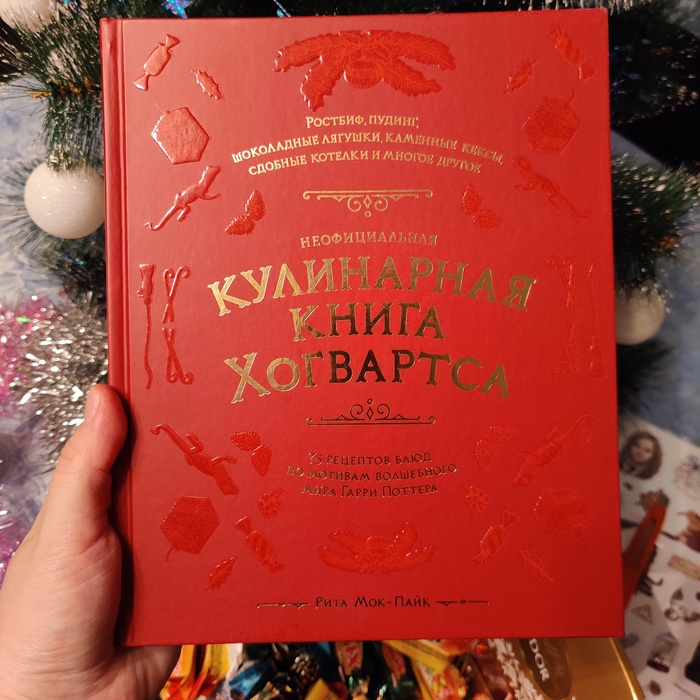 Ростбиф, пудинг,
шоколадные лягушки, каменные кексы,
сдобные котелки и многое другое
Неофициальная
Кулинарная
Книга
Хогвартса
75 рецептов блюд
по мотивам волшебного
мира Гарри Поттера
Рита Мок-Пайк